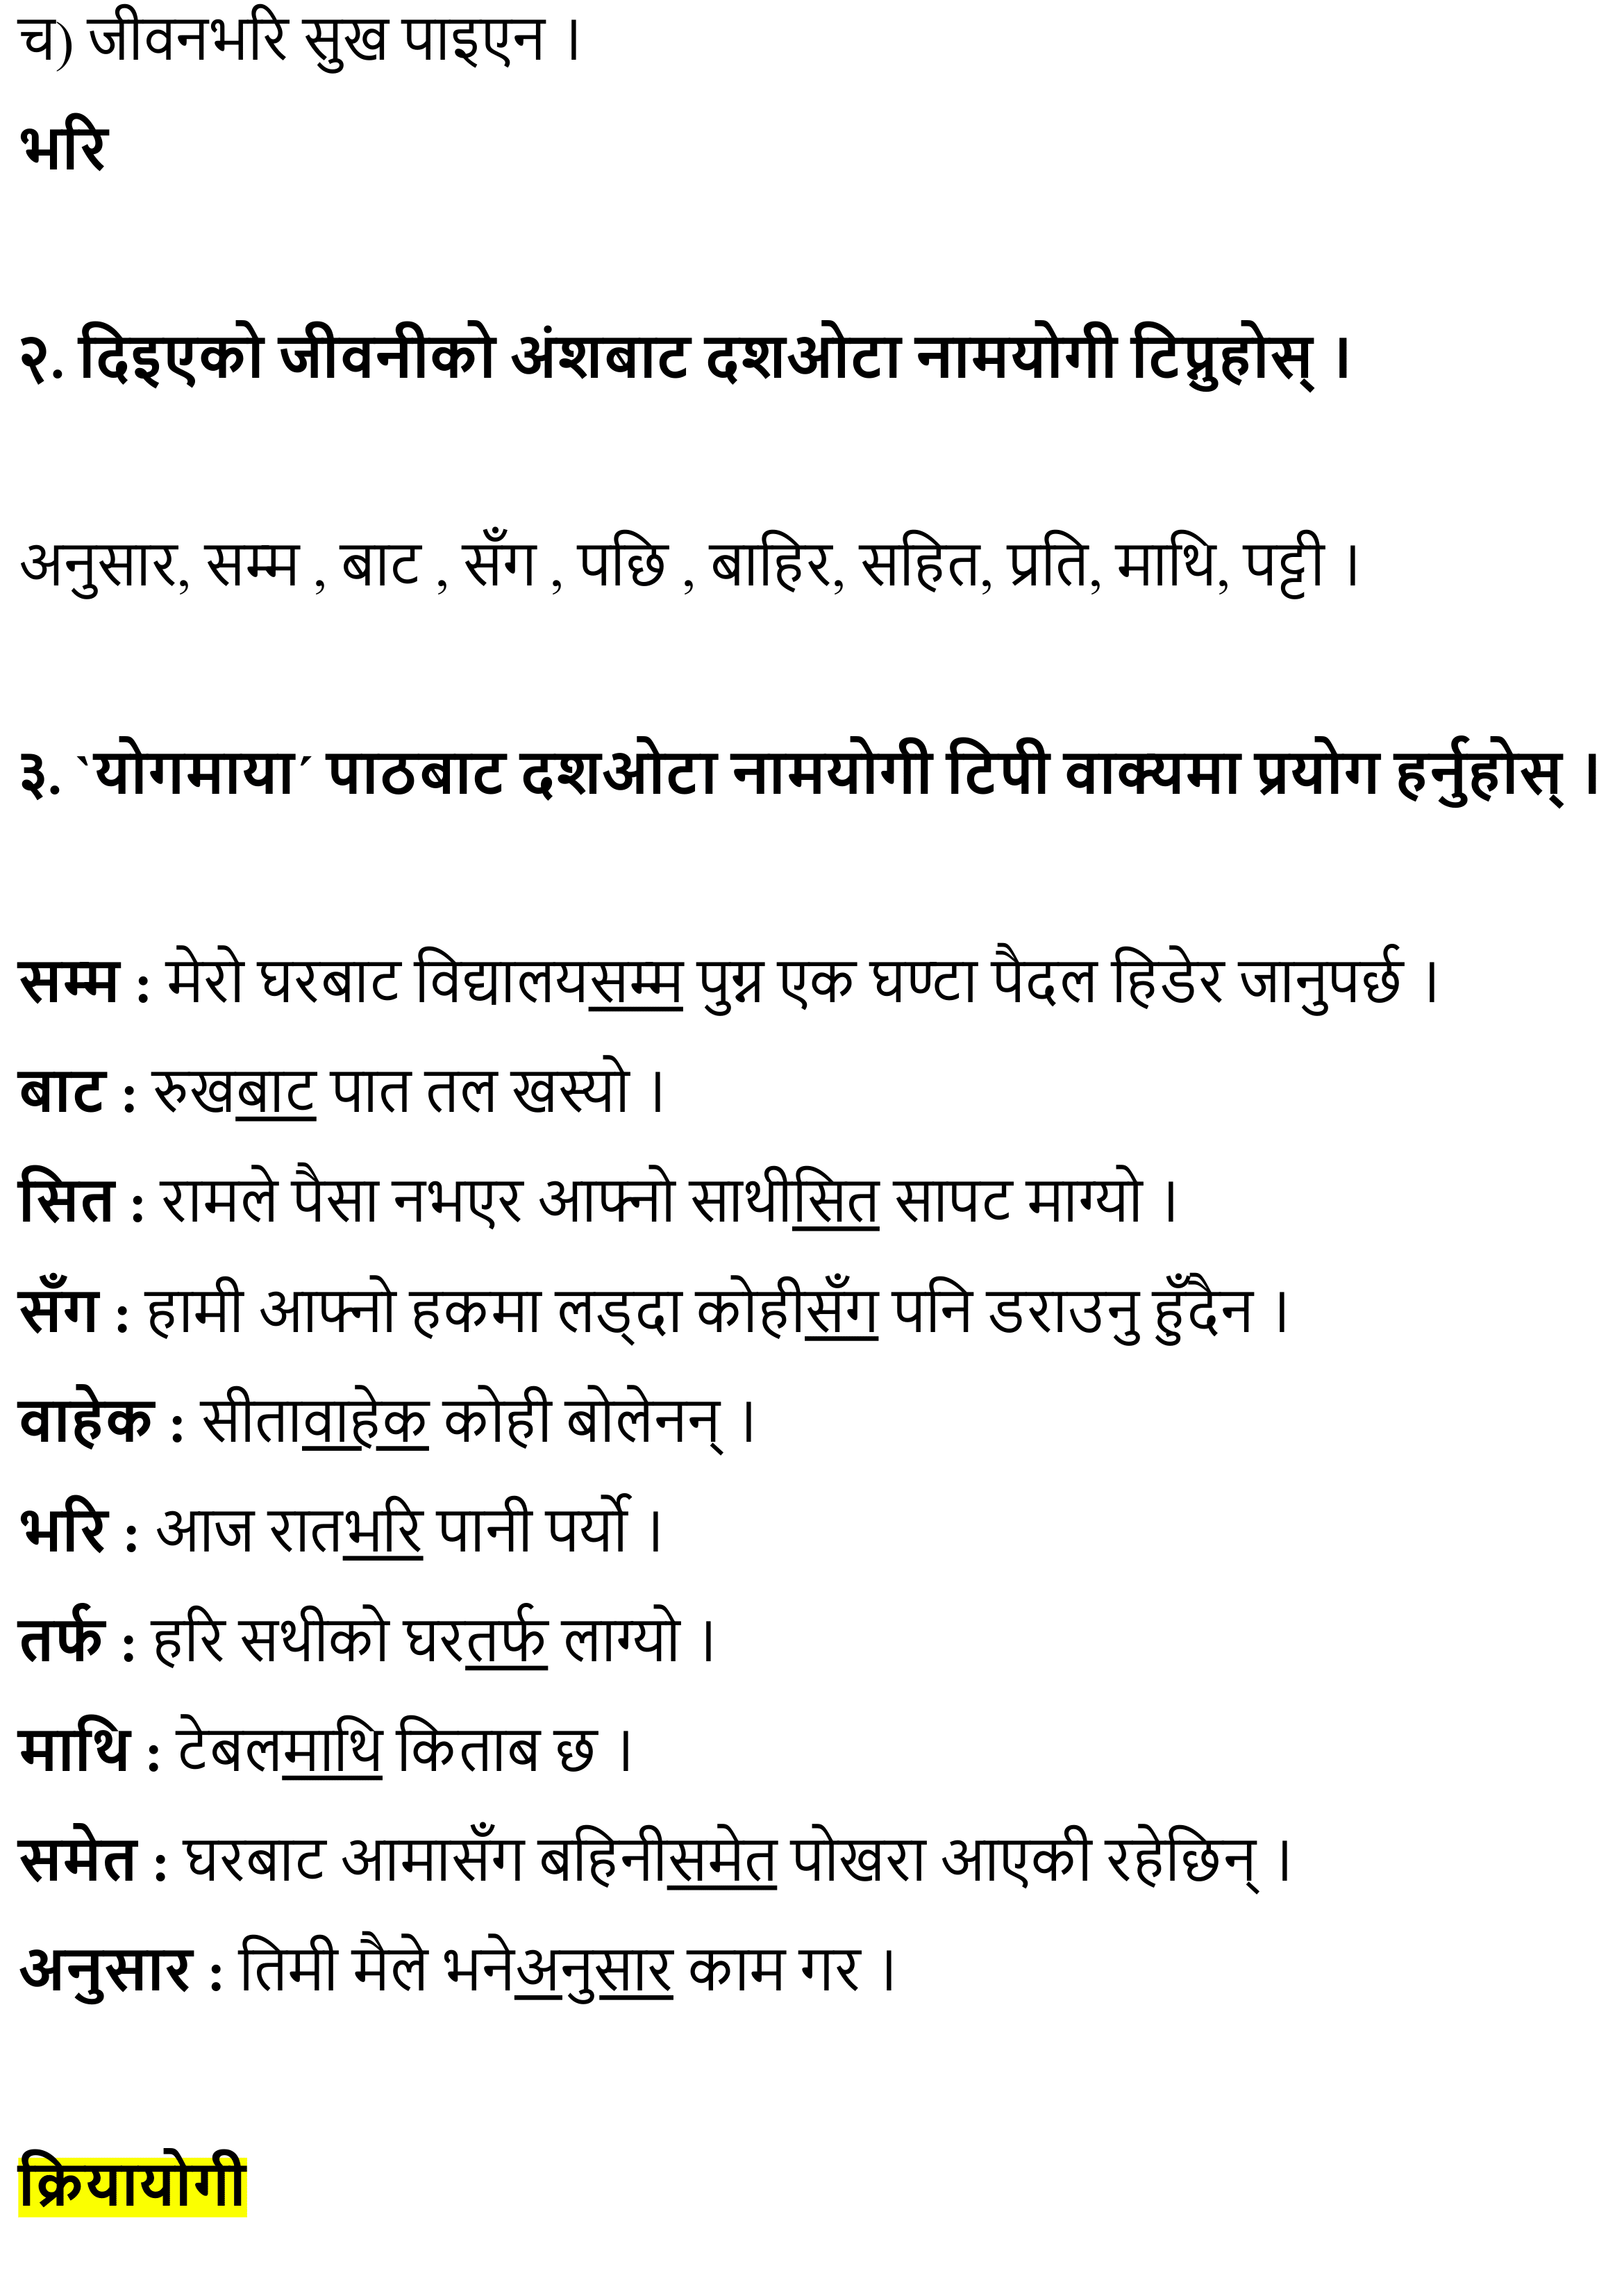 च) जीवनभरि सुख पाइएन ।
भरि
२. दिइएको जीवनीको अंशबाट दशओटा नामयोगी टिप्नुहोस् ।
अनुसार, सम्म , बाट , सँग , पछि , बाहिर, सहित, प्रति, माथि, पट्टी ।
३. `योगमाया´ पाठबाट दशओटा नामयोगी टिपी वाक्यमा प्रयोग हर्नुहोस् ।
सम्म : मेरो घरबाट विद्यालयसम्म पुग्न एक घण्टा पैदल हिडेर जानुपर्छ ।
बाट : रुखबाट पात तल खस्यो ।
सित : रामले पैसा नभएर आफ्नो साथीसित सापट माग्यो ।
सँग : हामी आफ्नो हकमा लड्दा कोहीसँग पनि डराउनु हुँदैन ।
वाहेक : सीतावाहेक कोही बोलेनन् ।
भरि : आज रातभरि पानी पर्यो ।
तर्फ : हरि सथीको घरतर्फ लाग्यो ।
माथि : टेबलमाथि किताब छ ।
समेत : घरबाट आमासँग बहिनीसमेत पोखरा आएकी रहेछिन् ।
अनुसार : तिमी मैले भनेअनुसार काम गर ।
क्रियायोगी